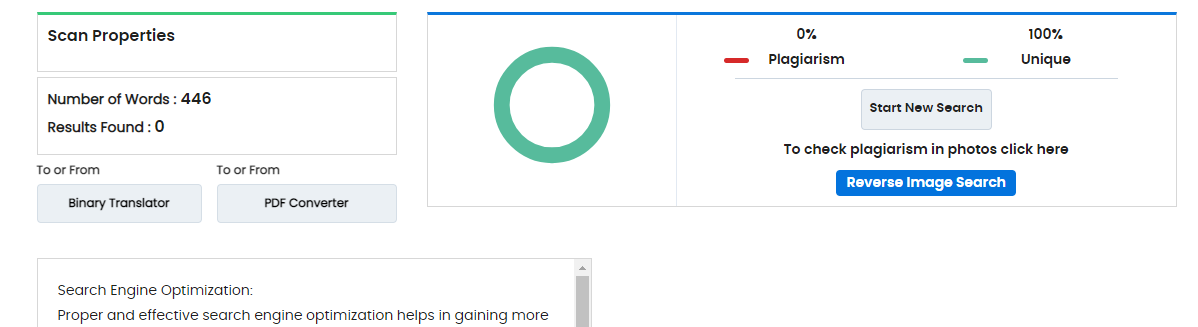 Scan Properties
Number of Words : 446
Results Found : 0
To or From
To or From
Binary Translator
PDF Converter
0%
100%
Plagiarism
Unique
Start New Search
To check plagiarism in photos click here
Reverse Image Search
Search Engine Optimization:
Proper and effective search engine optimization helps in gaining more